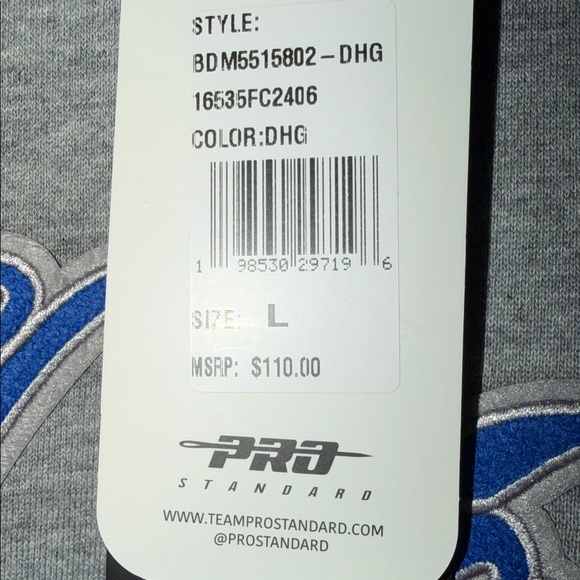 STYLE:
BDM5515802-DHG
16535FC2406
COLOR:DHG
1 98530 29719 6
SIZE: L
MSRP: $110.00
PRO
STANDARD
WWW.TEAMPROSTANDARD.COM
@PROSTANDARD